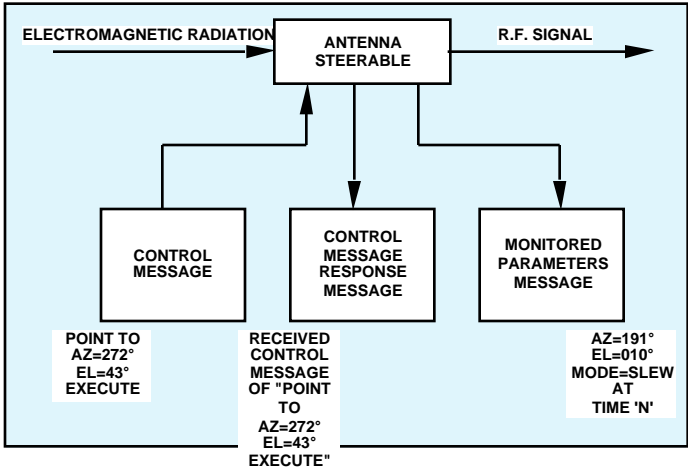 ELECTROMAGNETIC RADIATION
ANTENNA
STEERABLE
R.F. SIGNAL
CONTROL
MESSAGE
CONTROL
MESSAGE
RESPONSE
MESSAGE
MONITORED
PARAMETERS
MESSAGE
POINT TO
AZ=272°
EL=43°
EXECUTE
RECEIVED
CONTROL
MESSAGE
OF "POINT
TO
AZ=272°
EL=43°
EXECUTE"
AZ=191°
EL=010°
MODE=SLEW
AT
TIME 'N'